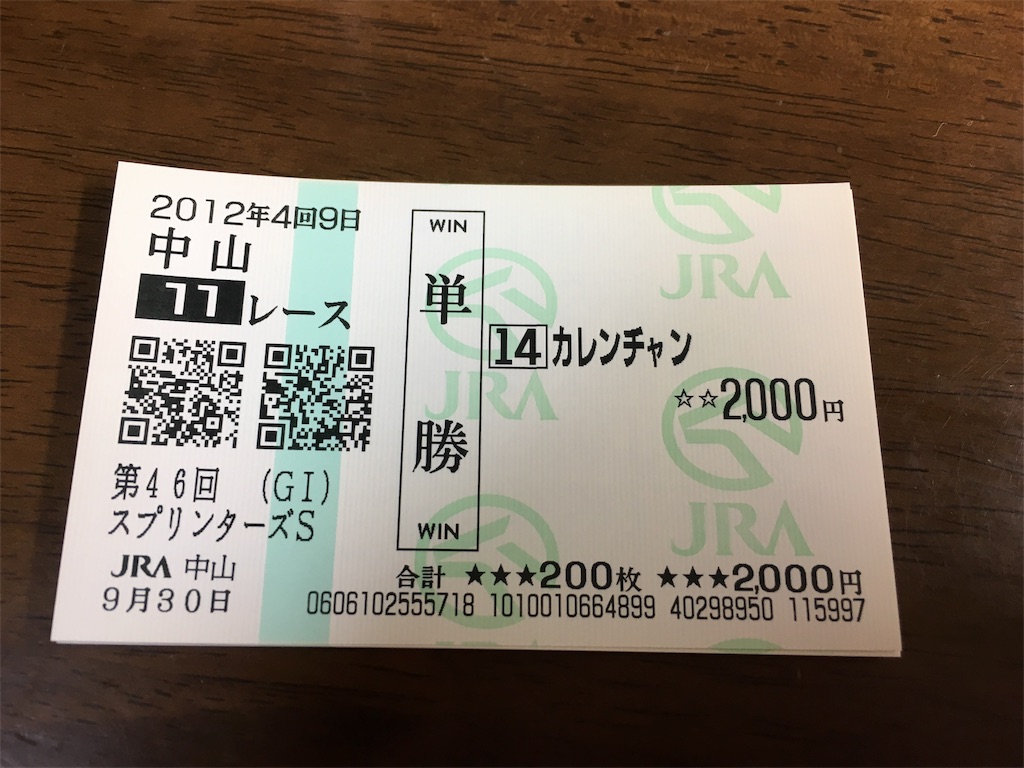 2012年4回9日
中山
11レース
第46回 (GI)
スプリンターズS
JRA 中山
9月30日
WIN
単勝
WIN
14 カレンチャン
☆☆2,000円
JRA
JRA
JRA
合計 ★★★200枚 ★★★2,000円
0606102555718 1010010664899 40298950 115997